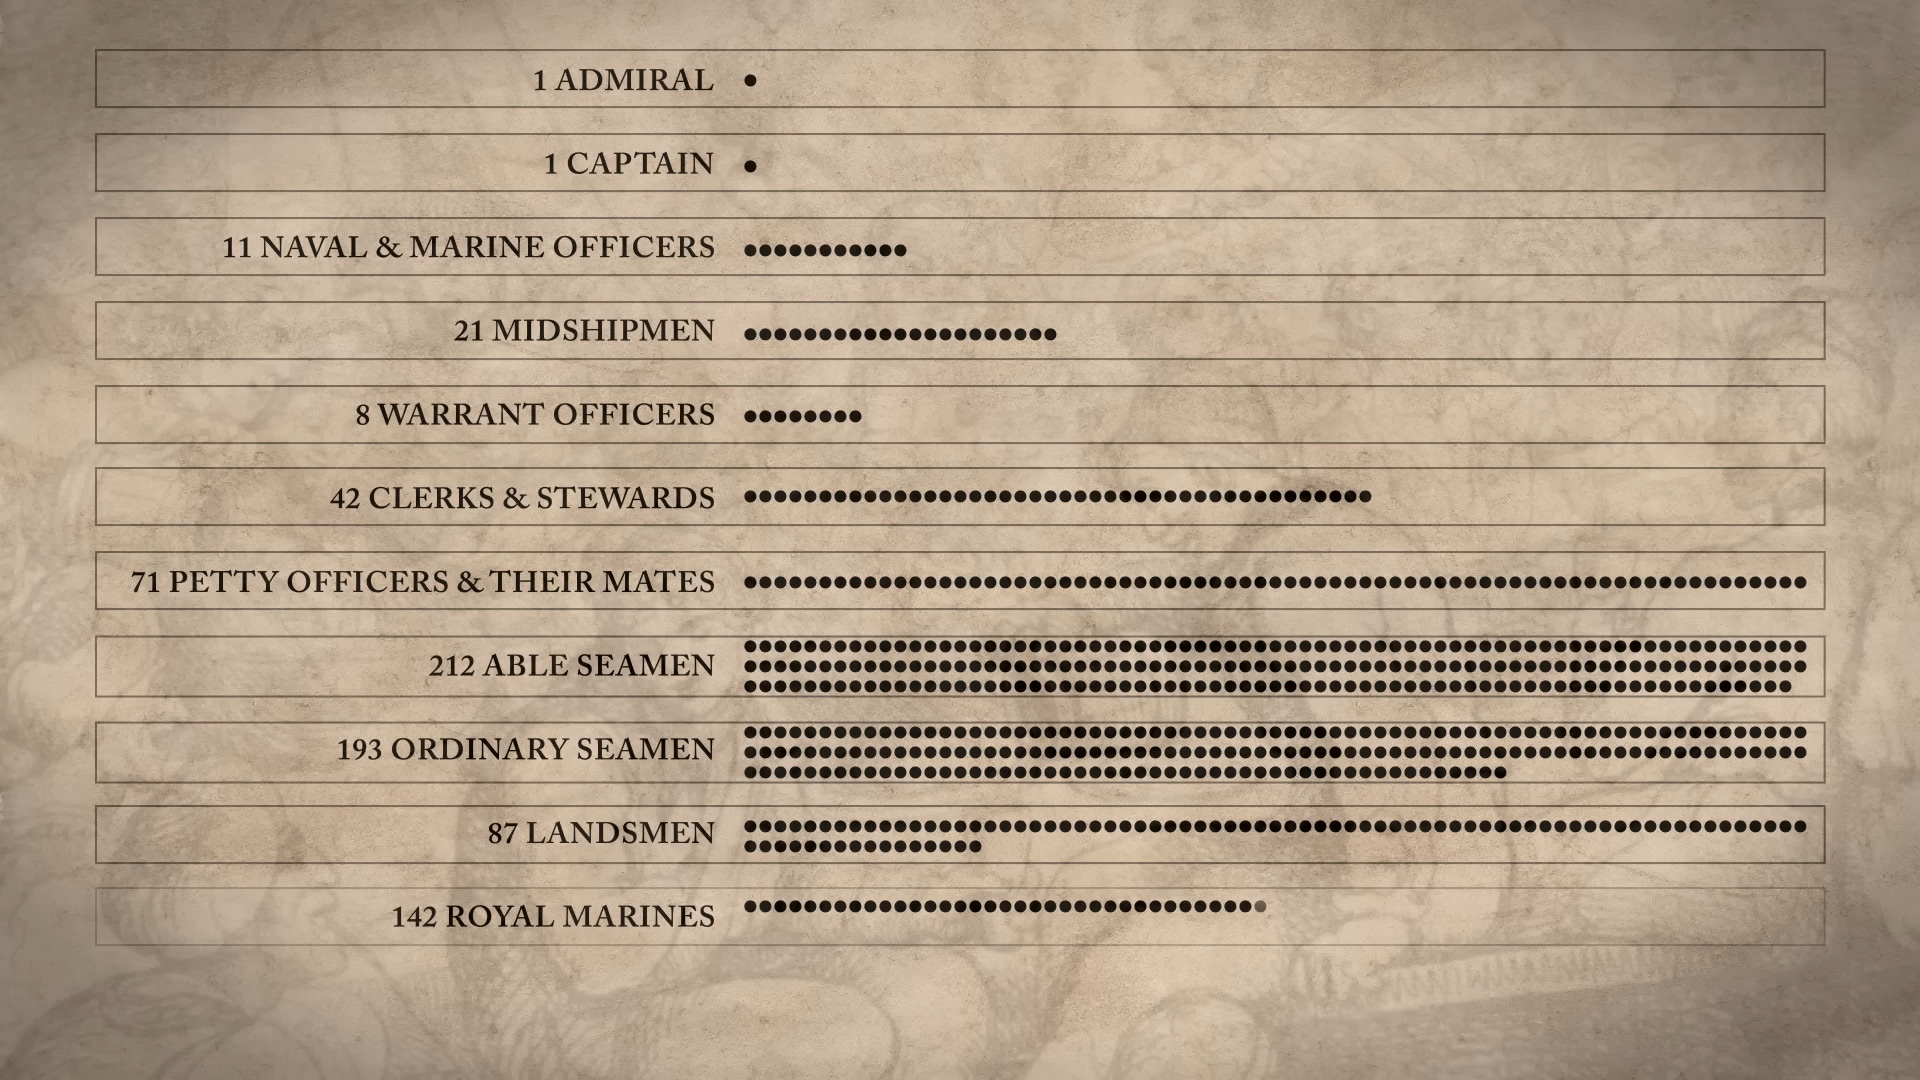 1 ADMIRAL
1 CAPTAIN
11 NAVAL & MARINE OFFICERS
21 MIDSHIPMEN
8 WARRANT OFFICERS
42 CLERKS & STEWARDS
71 PETTY OFFICERS & THEIR MATES
212 ABLE SEAMEN
193 ORDINARY SEAMEN
87 LANDSMEN
142 ROYAL MARINES